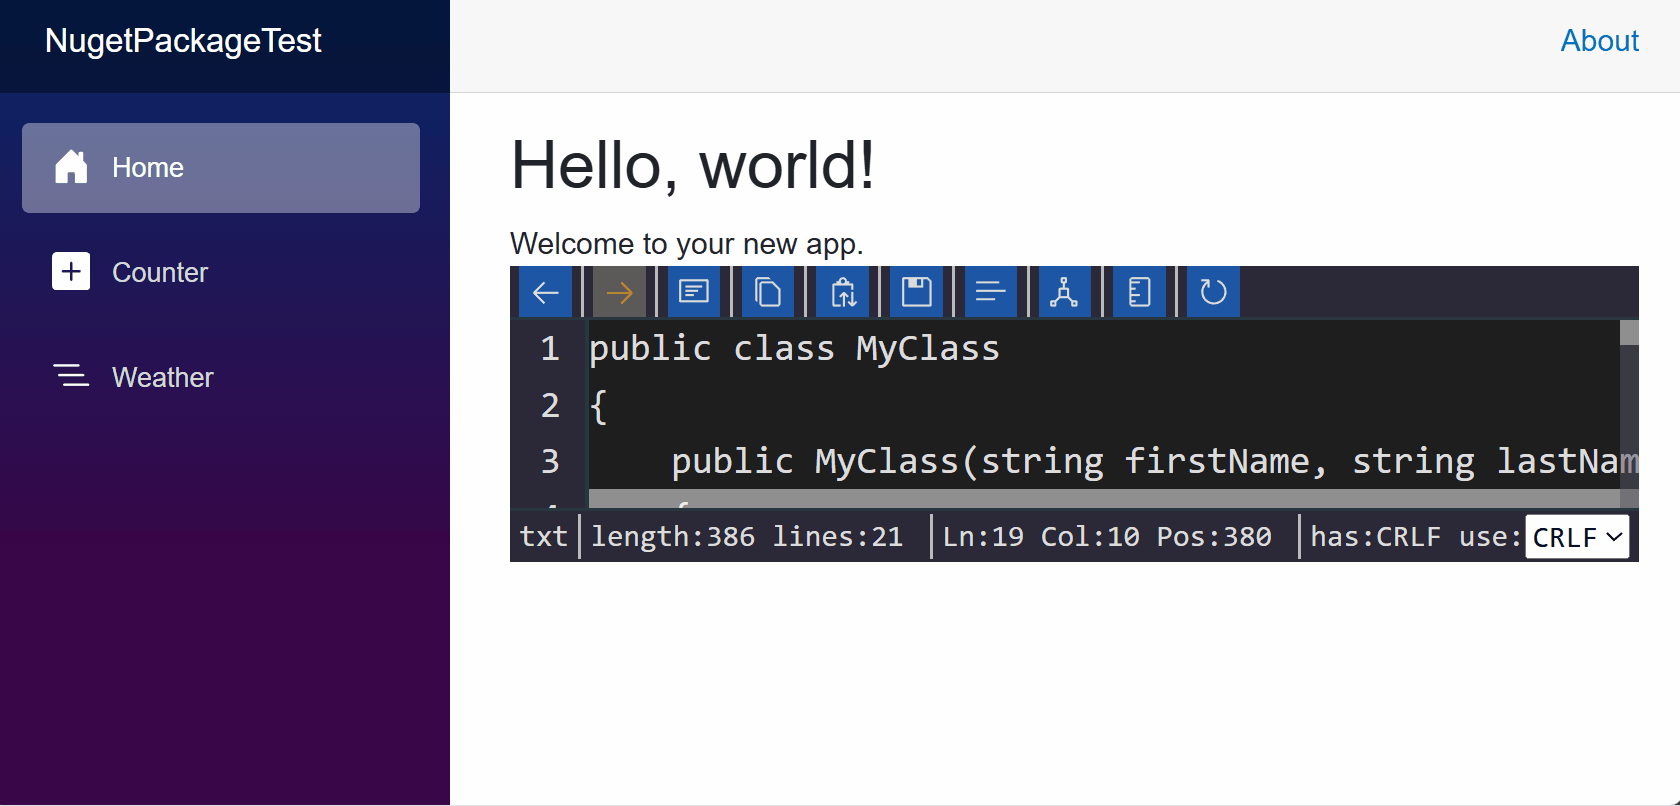 NugetPackageTest
About
Home
Counter
Weather
Hello, world!
Welcome to your new app.
1 public class MyClass
2 {
3 public MyClass(string firstName, string lastNam
txt length:386 lines:21 Ln:19 Col:10 Pos:380 has:CRLF use: CRLF